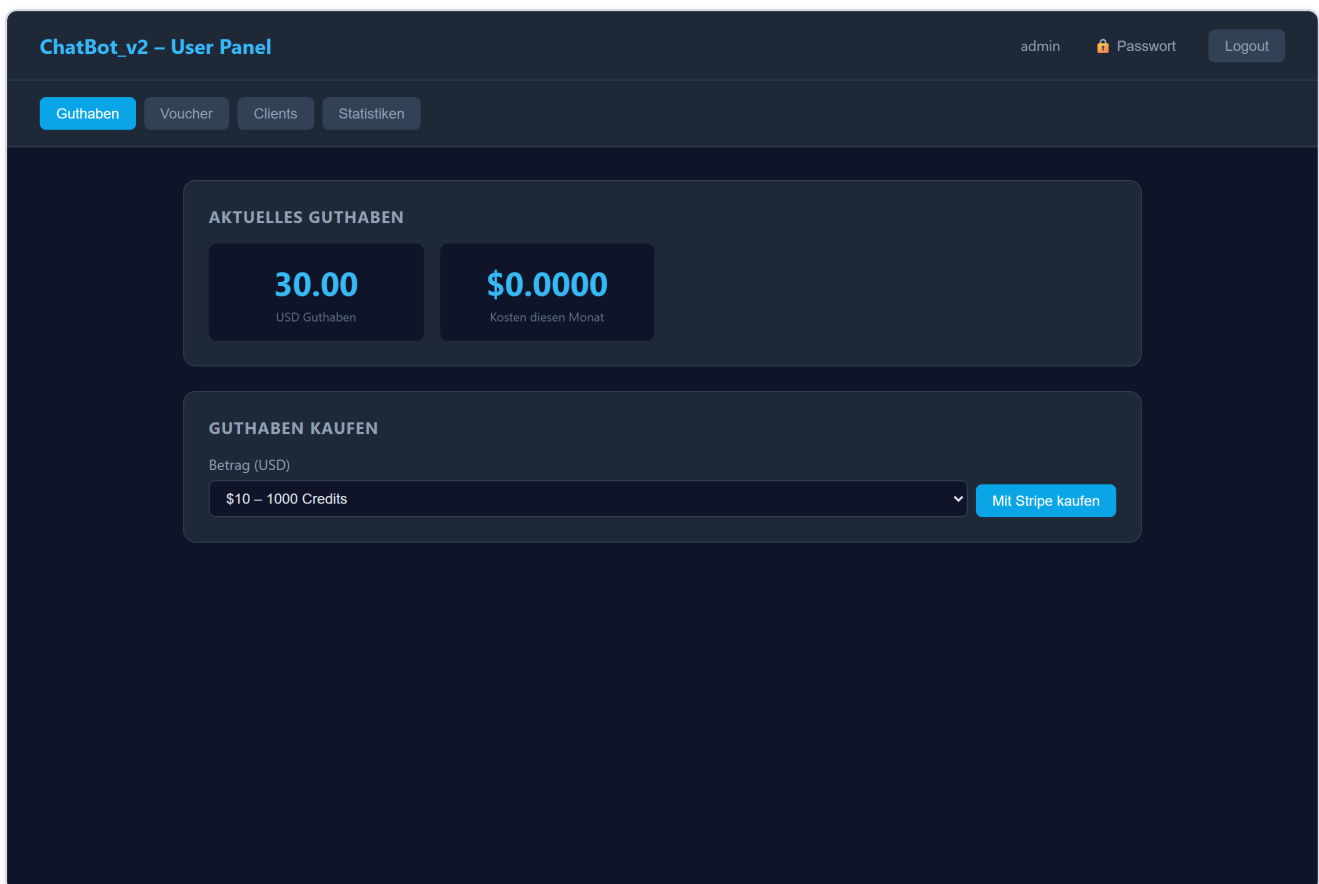 ChatBot_v2 – User Panel
admin
Passwort
Logout
Guthaben
Voucher
Clients
Statistiken
AKTUELLES GUTHABEN
30.00
USD Guthaben
$0.0000
Kosten diesen Monat
GUTHABEN KAUFEN
Betrag (USD)
$10 – 1000 Credits
Mit Stripe kaufen